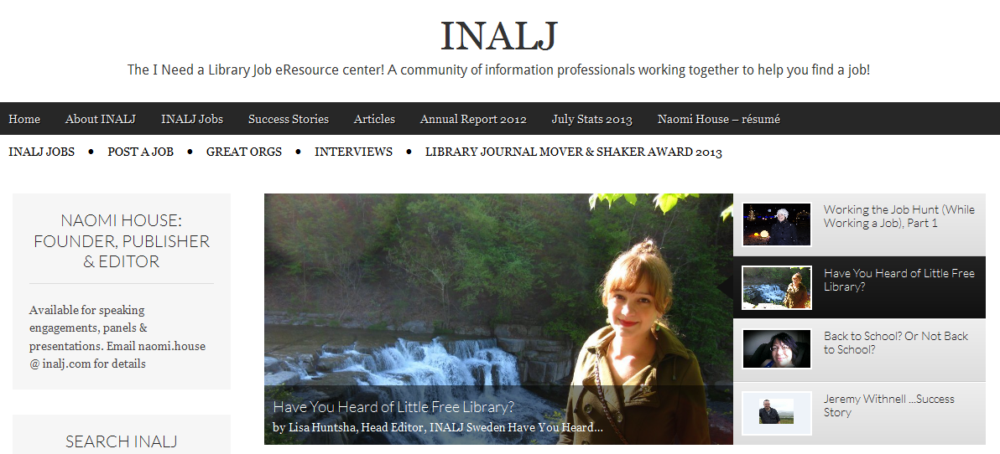 INALJ
The I Need a Library Job eResource center! A community of information professionals working together to help you find a job!
Home About INALJ INALJ Jobs Success Stories Articles Annual Report 2012 July Stats 2013 Naomi House – résumé
INALJ JOBS • POST A JOB • GREAT ORGS • INTERVIEWS • LIBRARY JOURNAL MOVER & SHAKER AWARD 2013
NAOMI HOUSE:
FOUNDER, PUBLISHER
& EDITOR
Available for speaking
engagements, panels &
presentations. Email naomi.house
@ inalj.com for details
SEARCH INALJ
Have You Heard of Little Free Library?
by Lisa Huntsha, Head Editor, INALJ Sweden Have You Heard...
Working the Job Hunt (While
Working a Job), Part 1
Have You Heard of Little Free
Library?
Back to School? Or Not Back
to School?
Jeremy Withnell ...Success
Story